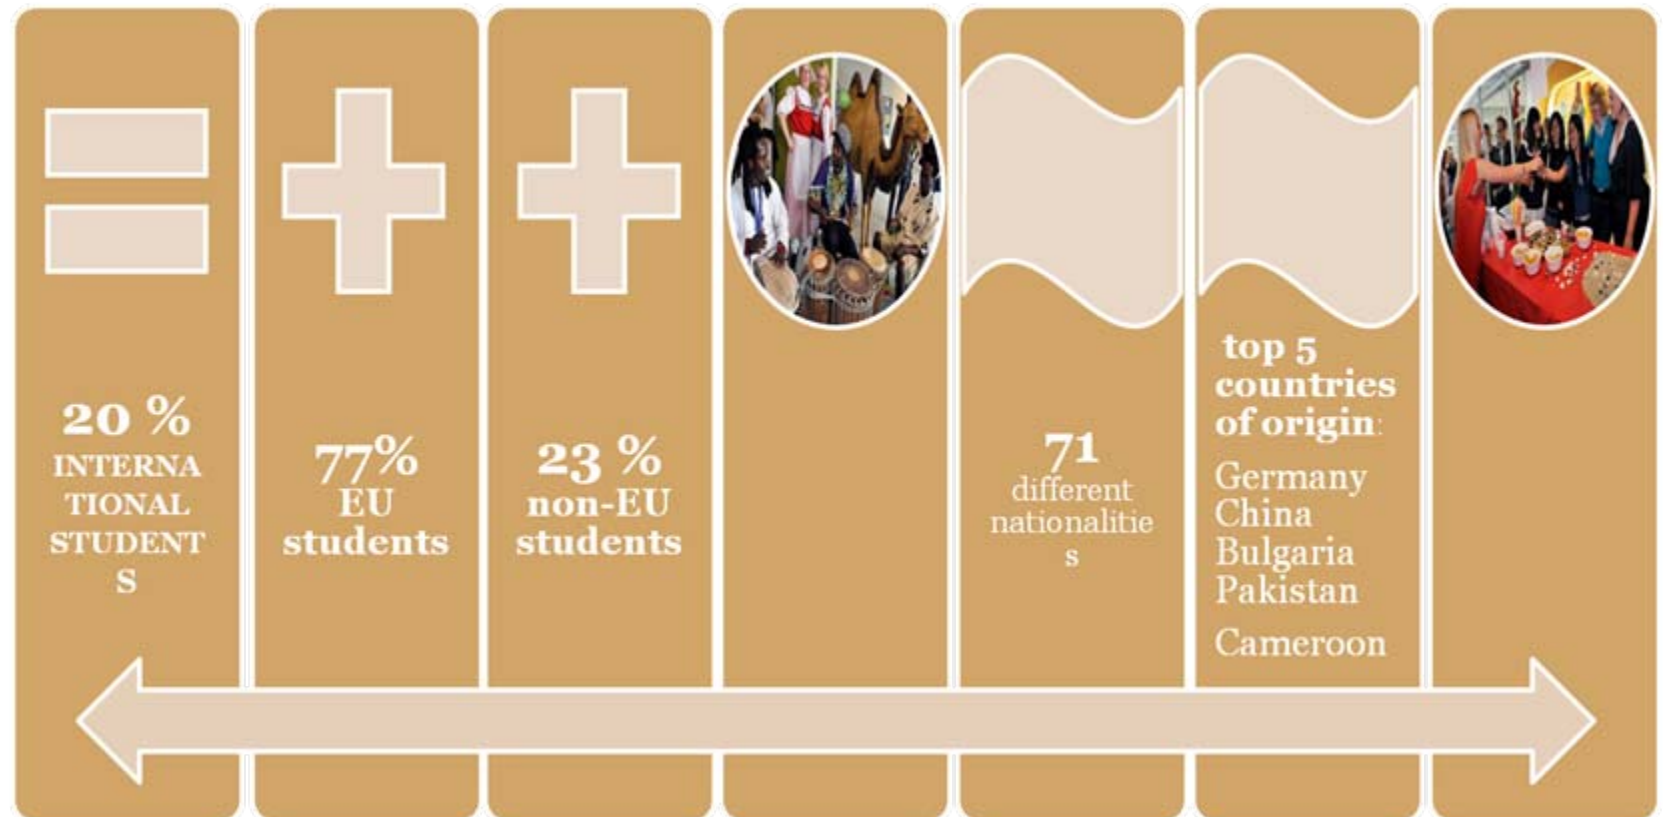 20 %
INTERNA
TIONAL
STUDENT
S
77%
EU
students
23 %
non-EU
students
71
different
nationalitie
s
top 5
countries
of origin:
Germany
China
Bulgaria
Pakistan
Cameroon